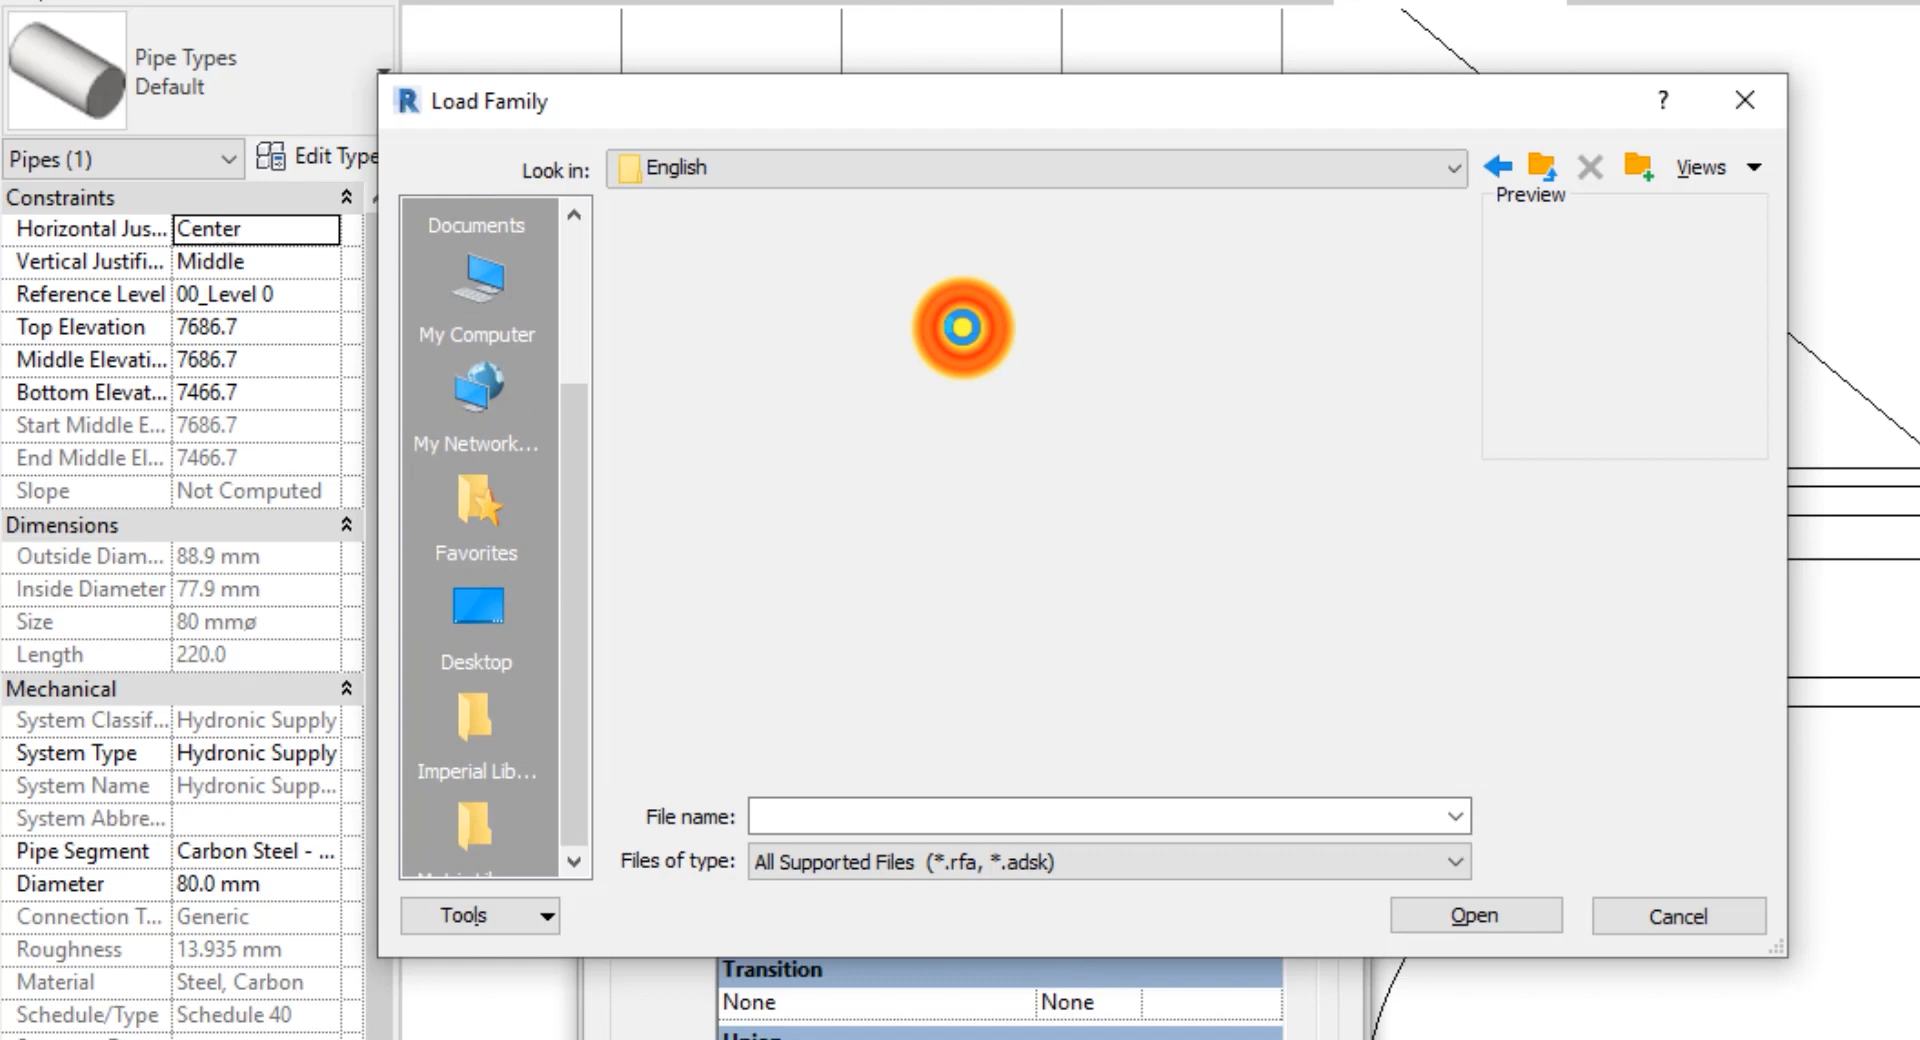 Pipe Types
Default
Pipes (1)
Edit Type
Constraints
Horizontal Jus... Center
Vertical Justifi... Middle
Reference Level 00_Level 0
Top Elevation 7686.7
Middle Elevati... 7686.7
Bottom Elevat... 7466.7
Start Middle E... 7686.7
End Middle El... 7466.7
Slope Not Computed
Dimensions
Outside Diam... 88.9 mm
Inside Diameter 77.9 mm
Size 80 mmø
Length 220.0
Mechanical
System Classif... Hydronic Supply
System Type Hydronic Supply
System Name Hydronic Supp...
System Abbre...
Pipe Segment Carbon Steel - ...
Diameter 80.0 mm
Connection T... Generic
Roughness 13.935 mm
Material Steel, Carbon
Schedule/Type Schedule 40
R Load Family ?
Look in: English
Views
Preview
Documents
My Computer
My Network...
Favorites
Desktop
Imperial Lib...
File name:
Files of type: All Supported Files (*.rfa, *.adsk)
Tools
Open
Cancel
Transition
None None